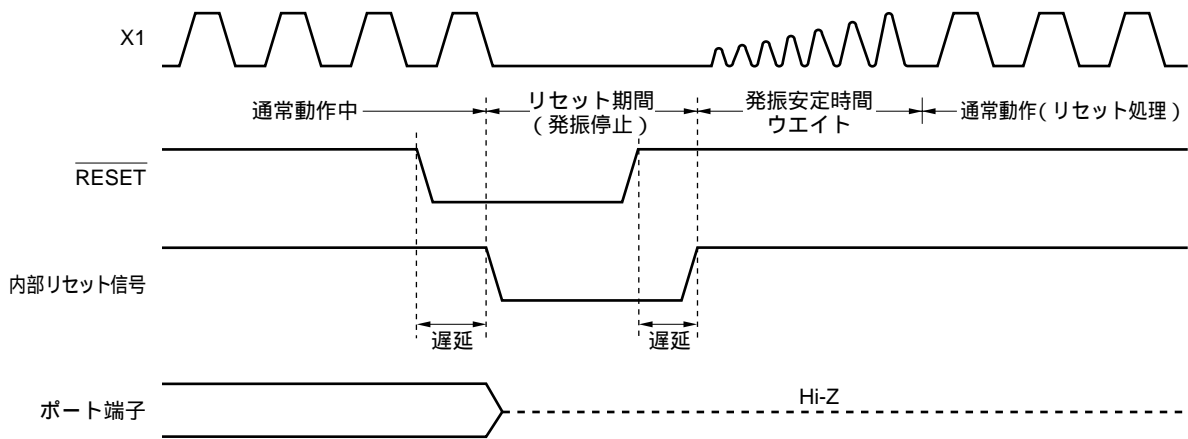 X1
通常動作中
リセット期間
(発振停止)
発振安定時間
ウエイト
通常動作(リセット処理)
RESET
内部リセット信号
遅延
遅延
ポート端子
Hi-Z